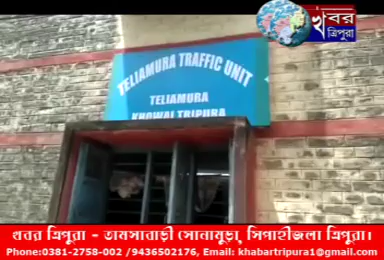 খবর
ত্রিপুরা
TELIAMURA TRAFFIC UNIT
TELIAMURA
KHOWAI TRIPURA
খবর ত্রিপুরা - তামসাবাড়ী সোনামুড়া, সিপাহীজলা ত্রিপুরা।
Phone:0381-2758-002 /9436502176, Email: khabartripura1@gmail.com